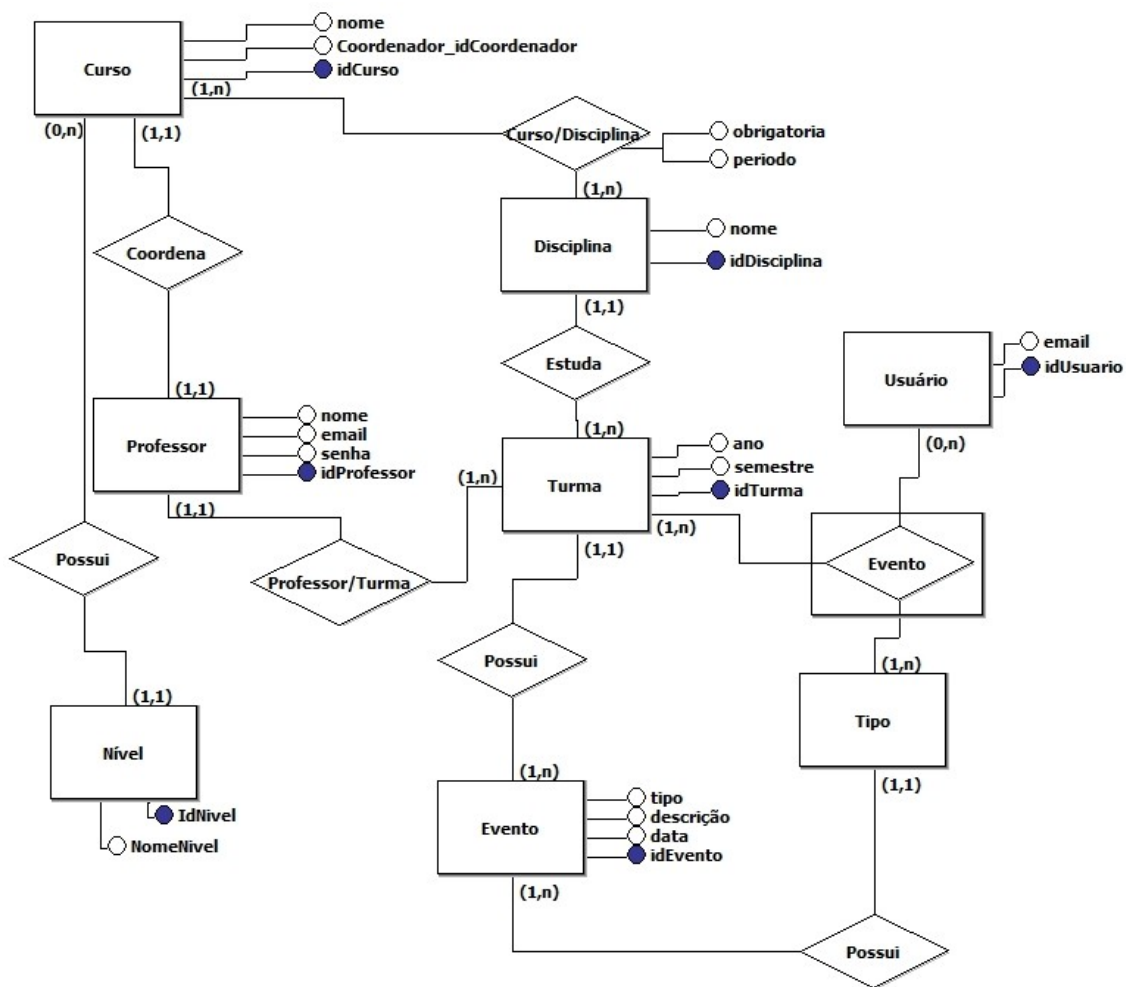 nome
Coordenador_idCoordenador
idCurso
Curso
(1,n)
(0,n)
(1,1)
Curso/Disciplina
obrigatoria
periodo
(1,n)
Coordena
Disciplina
nome
idDisciplina
(1,1)
Estuda
Usuário
email
idUsuario
(1,1)
Professor
nome
email
senha
idProfessor
(1,n)
(0,n)
Turma
ano
semestre
idTurma
(1,n)
(1,1)
(1,n)
(1,1)
Possui
Professor/Turma
Evento
Possui
(1,n)
Tipo
(1,1)
(1,1)
Nível
IdNivel
NomeNivel
(1,n)
Evento
tipo
descrição
data
idEvento
(1,n)
Possui